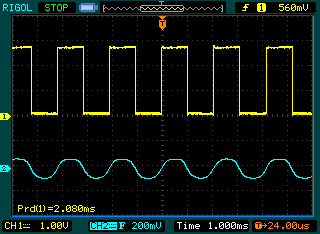 RIGOL STOP T f 1 560mV
T
1
2
Prd(1)=2.080ms
CH1 1.00V CH2 F 200mV Time 1.000ms T→24.00us